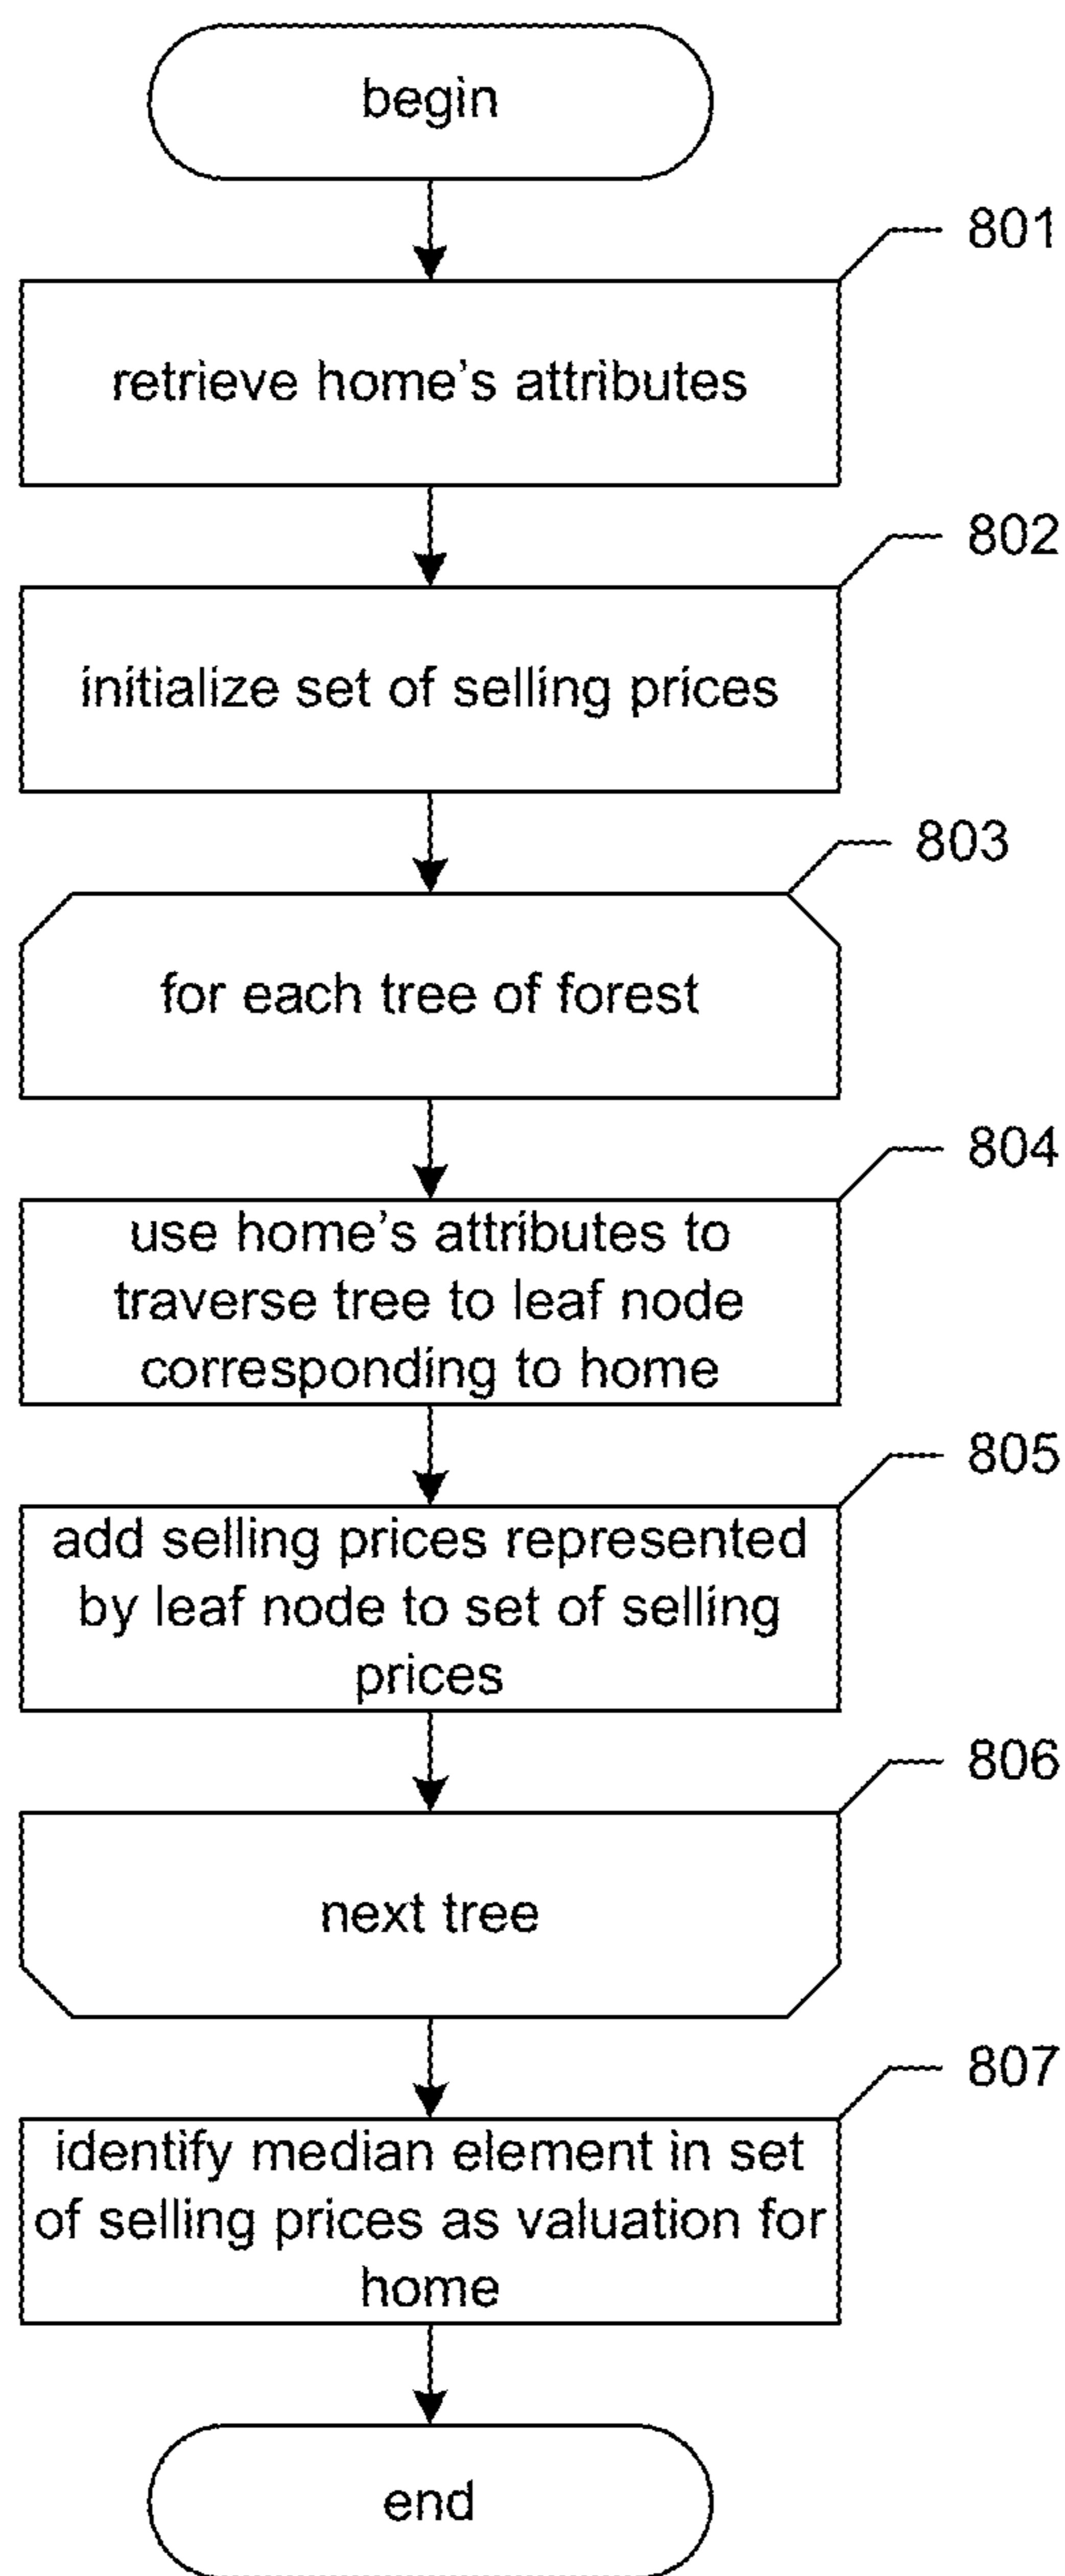 begin
801
retrieve home’s attributes
802
initialize set of selling prices
803
for each tree of forest
804
use home’s attributes to
traverse tree to leaf node
corresponding to home
805
add selling prices represented
by leaf node to set of selling
prices
806
next tree
807
identify median element in set
of selling prices as valuation for
home
end